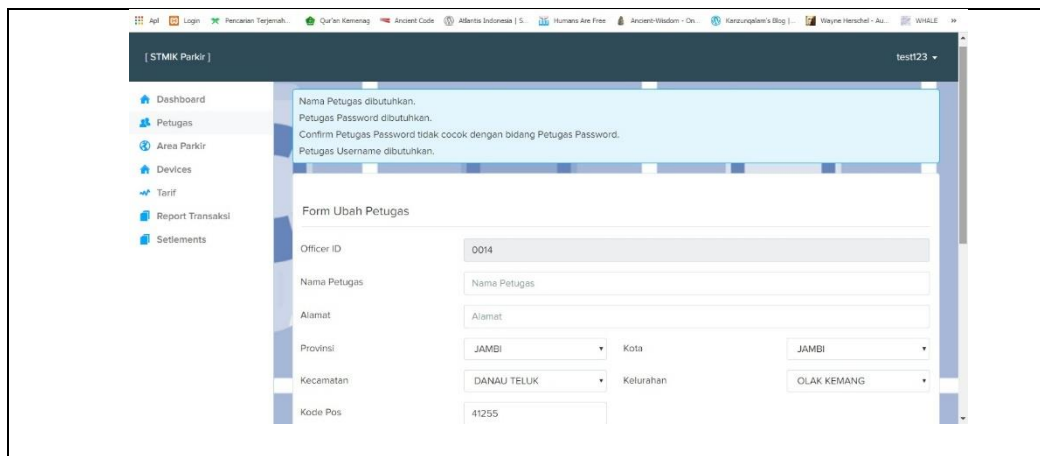 Apl Login Pencarian Terjemah... Qur'an Kemenag Ancient Code Atlantis Indonesia | S... Humans Are Free Ancient-Wisdom - On... Kanzunqalam's Blog |... Wayne Herschel - Au... WHALE »
[ STMIK Parkir ] test123
Dashboard
Petugas
Area Parkir
Devices
Tarif
Report Transaksi
Setlements
Nama Petugas dibutuhkan.
Petugas Password dibutuhkan.
Confirm Petugas Password tidak cocok dengan bidang Petugas Password.
Petugas Username dibutuhkan.
Form Ubah Petugas
Officer ID 0014
Nama Petugas Nama Petugas
Alamat Alamat
Provinsi JAMBI Kota JAMBI
Kecamatan DANAU TELUK Kelurahan OLAK KEMANG
Kode Pos 41255